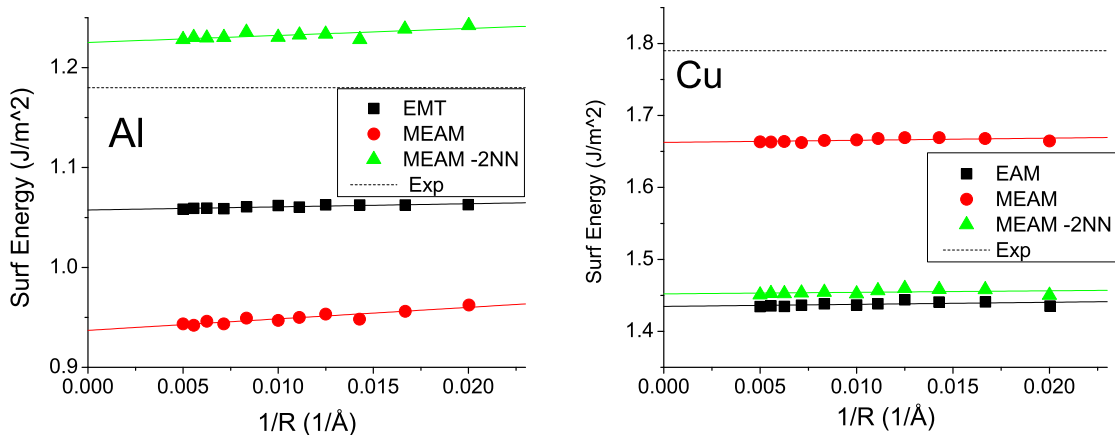 1.2
1.1
1.0
0.9
Surf Energy (J/m^2)
Al
EMT
MEAM
MEAM -2NN
Exp
0.000
0.005
0.010
0.015
0.020
1/R (1/Å)
1.8
1.7
1.6
1.5
1.4
Surf Energy (J/m^2)
Cu
EAM
MEAM
MEAM -2NN
Exp
0.000
0.005
0.010
0.015
0.020
1/R (1/Å)